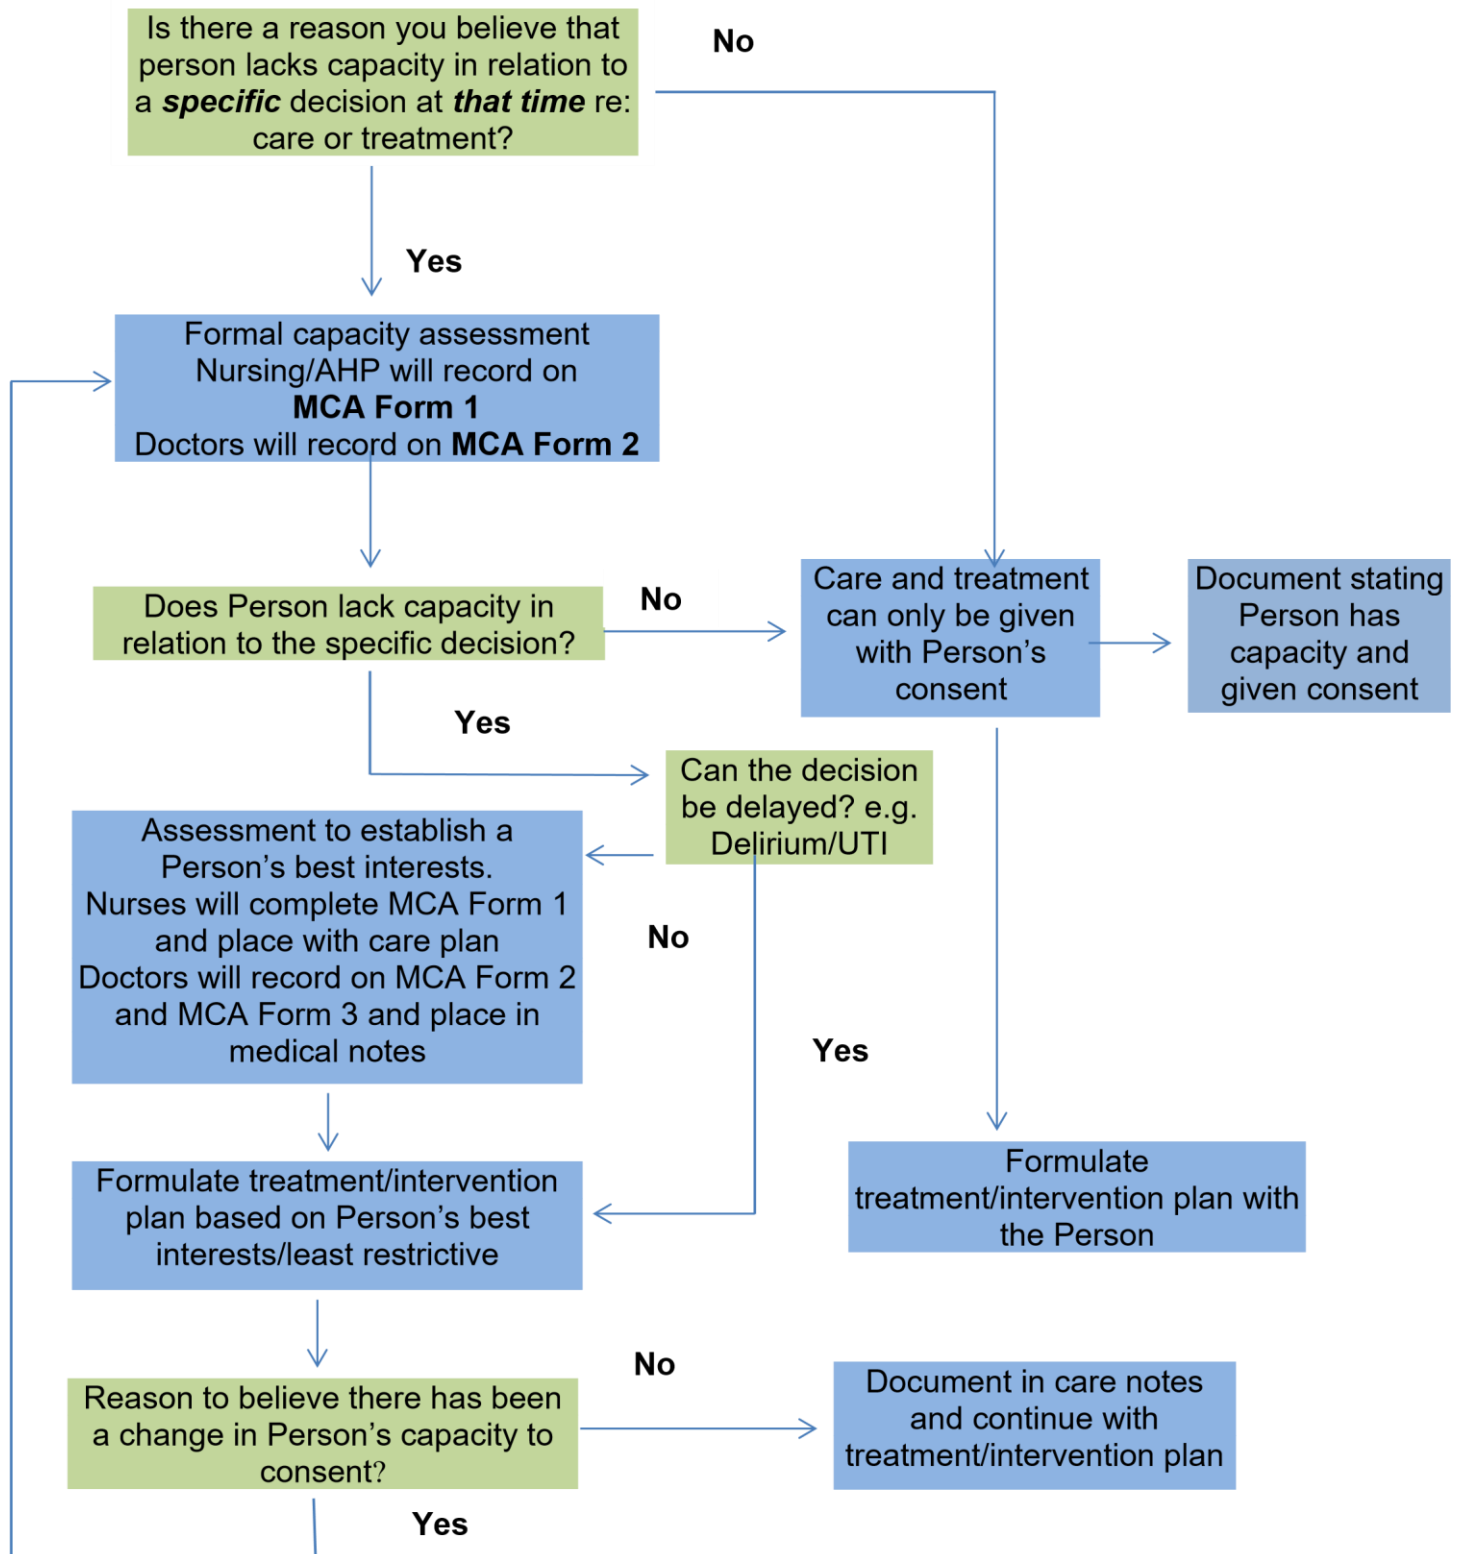 Is there a reason you believe that
person lacks capacity in relation to
a specific decision at that time re:
care or treatment?
No
Yes
Formal capacity assessment
Nursing/AHP will record on
MCA Form 1
Doctors will record on MCA Form 2
Does Person lack capacity in
relation to the specific decision?
No
Care and treatment
can only be given
with Person's
consent
Document stating
Person has
capacity and
given consent
Yes
Can the decision
be delayed? e.g.
Delirium/UTI
Assessment to establish a
Person's best interests.
Nurses will complete MCA Form 1
and place with care plan
Doctors will record on MCA Form 2
and MCA Form 3 and place in
medical notes
No
Yes
Formulate treatment/intervention
plan based on Person's best
interests/least restrictive
Formulate
treatment/intervention plan with
the Person
Reason to believe there has been
a change in Person's capacity to
consent?
No
Document in care notes
and continue with
treatment/intervention plan
Yes